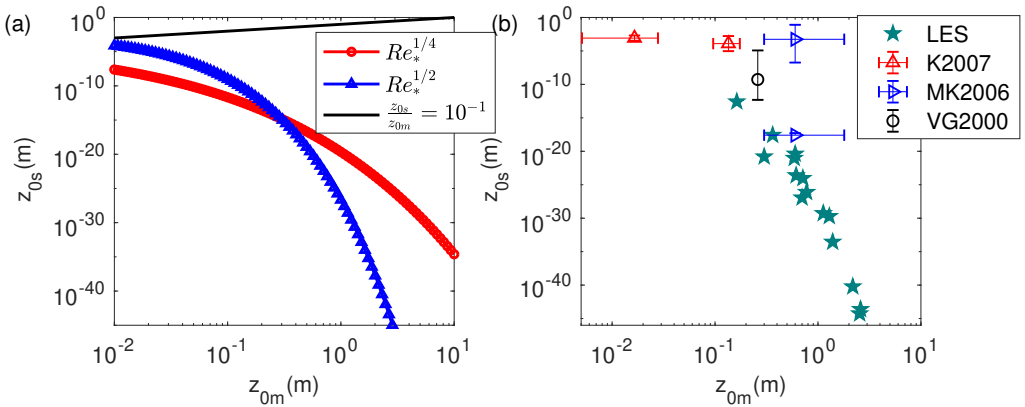 (a)
10^0
10^-10
10^-20
10^-30
10^-40
z_0s(m)
10^-2
10^-1
10^0
10^1
z_0m(m)
Re_*^1/4
Re_*^1/2
z_0s/z_0m = 10^-1
(b)
10^0
10^-10
10^-20
10^-30
10^-40
z_0s(m)
10^-2
10^-1
10^0
10^1
z_0m(m)
LES
K2007
MK2006
VG2000